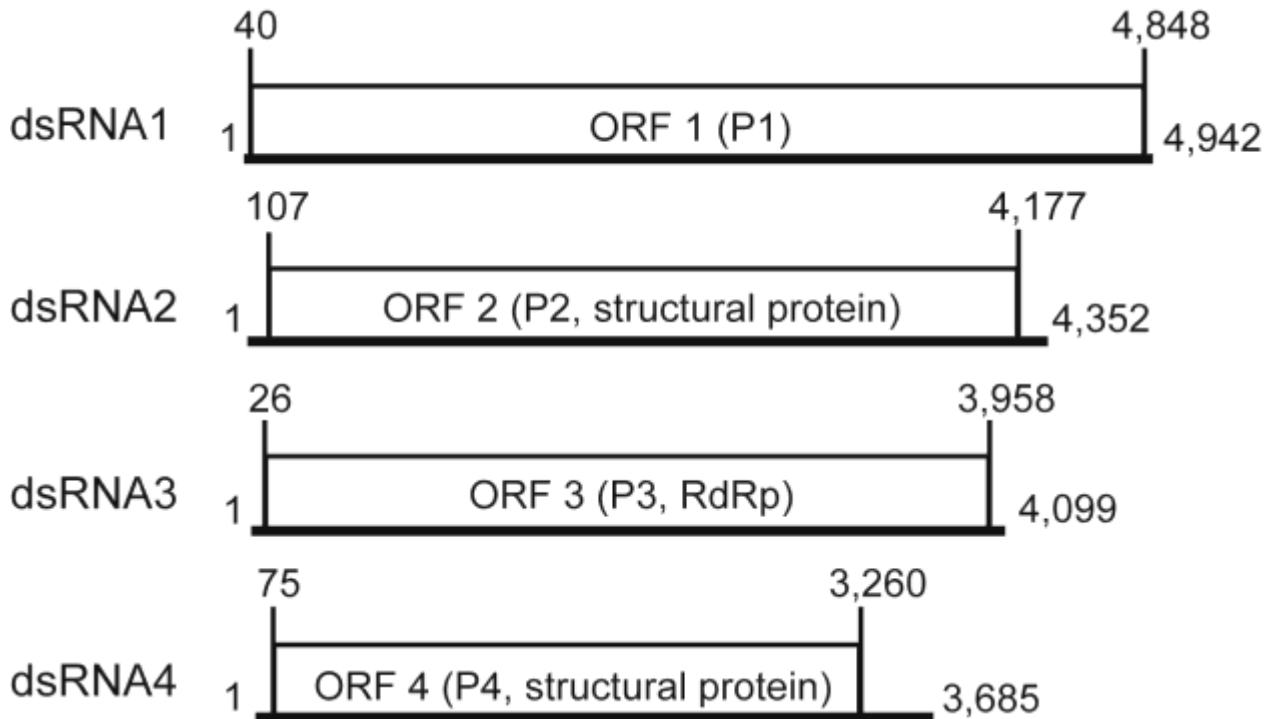 40 4,848
dsRNA1 1 ORF 1 (P1) 4,942
107 4,177
dsRNA2 1 ORF 2 (P2, structural protein) 4,352
26 3,958
dsRNA3 1 ORF 3 (P3, RdRp) 4,099
75 3,260
dsRNA4 1 ORF 4 (P4, structural protein) 3,685